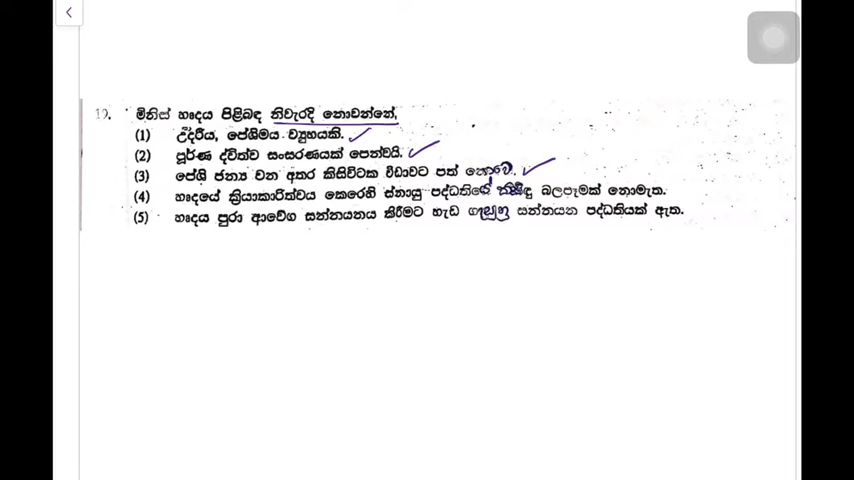 19. මිනිස් හෘදය පිළිබඳ නිවැරදි නොවන්නේ,
(1) උදරීය, පේශිමය ව්‍යුහයකි.
(2) පූර්ණ ද්විත්ව සංසරණයක් පෙන්වයි.
(3) පේශි ජන්‍ය වන අතර කිසිවිටක විඩාවට පත් නොවේ.
(4) හෘදයේ ක්‍රියාකාරිත්වය කෙරෙහි ස්නායු පද්ධතියේ කිසිඳු බලපෑමක් නොමැත.
(5) හෘදය පුරා ආවේග සන්නයනය කිරීමට හැඩ ගැසුනු සන්නයන පද්ධතියක් ඇත.